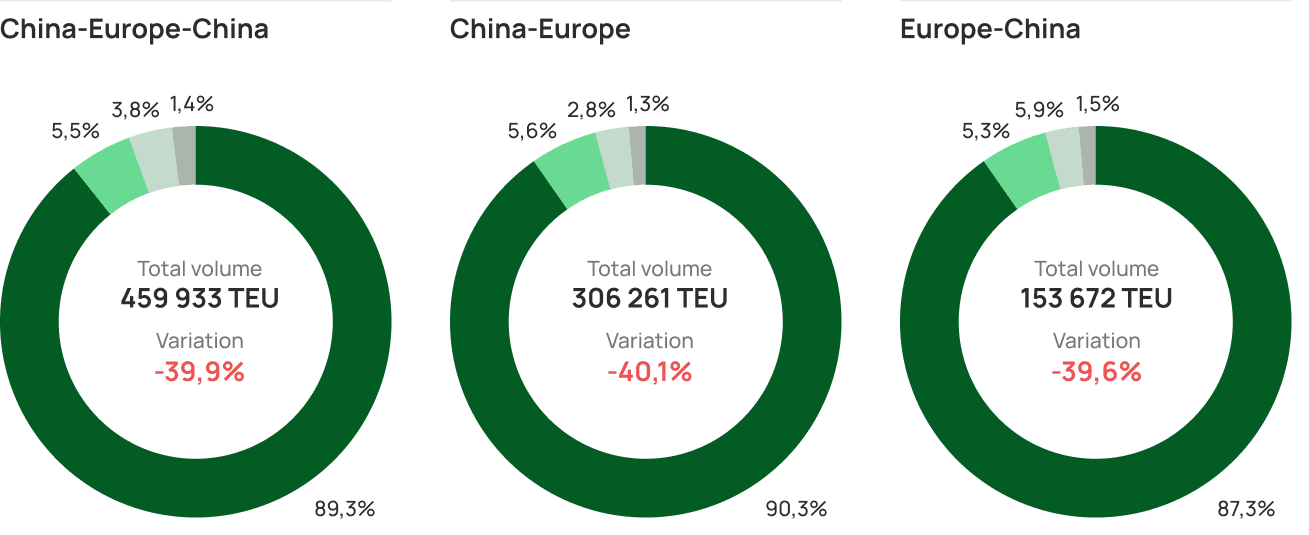 China-Europe-China
5,5% 3,8% 1,4%
Total volume
459 933 TEU
Variation
-39,9%
89,3%
China-Europe
5,6% 2,8% 1,3%
Total volume
306 261 TEU
Variation
-40,1%
90,3%
Europe-China
5,3% 5,9% 1,5%
Total volume
153 672 TEU
Variation
-39,6%
87,3%